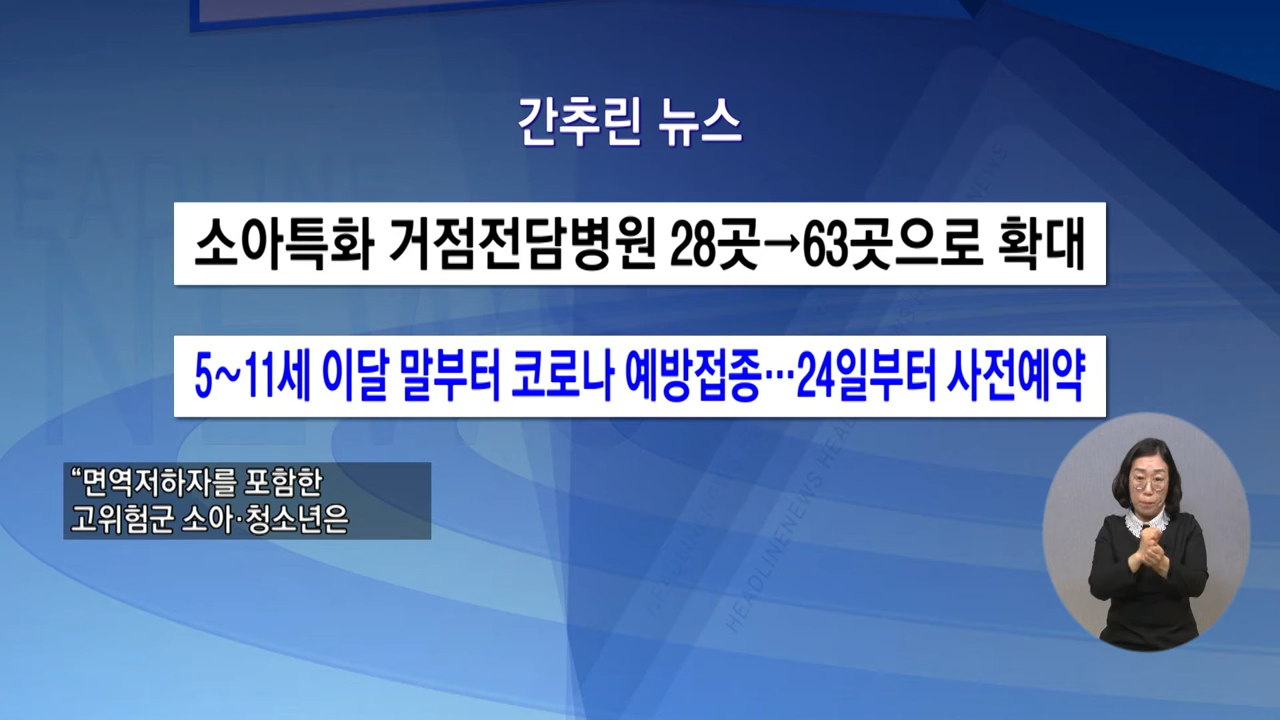 간추린 뉴스
소아특화 거점전담병원 28곳→63곳으로 확대
5~11세 이달 말부터 코로나 예방접종…24일부터 사전예약
“면역저하자를 포함한
고위험군 소아·청소년은
HEADLINENEWS HEADLINENEWS HEADLINENEWS